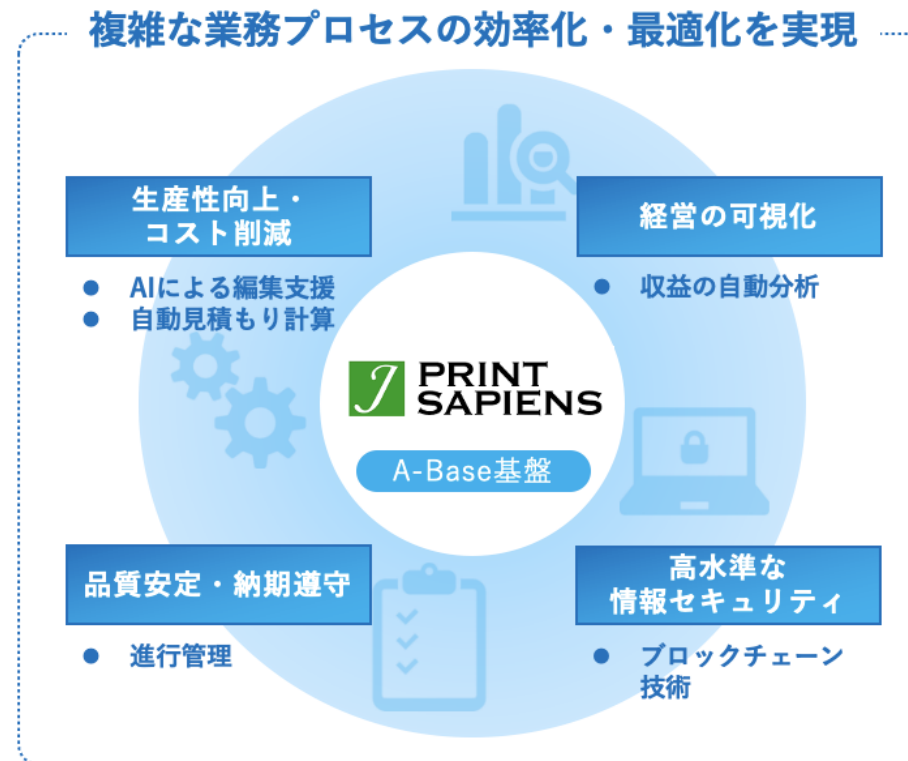 複雑な業務プロセスの効率化・最適化を実現
生産性向上・
コスト削減
● AIによる編集支援
● 自動見積もり計算
経営の可視化
● 収益の自動分析
J PRINT
SAPIENS
A-Base基盤
品質安定・納期遵守
● 進行管理
高水準な
情報セキュリティ
● ブロックチェーン
技術